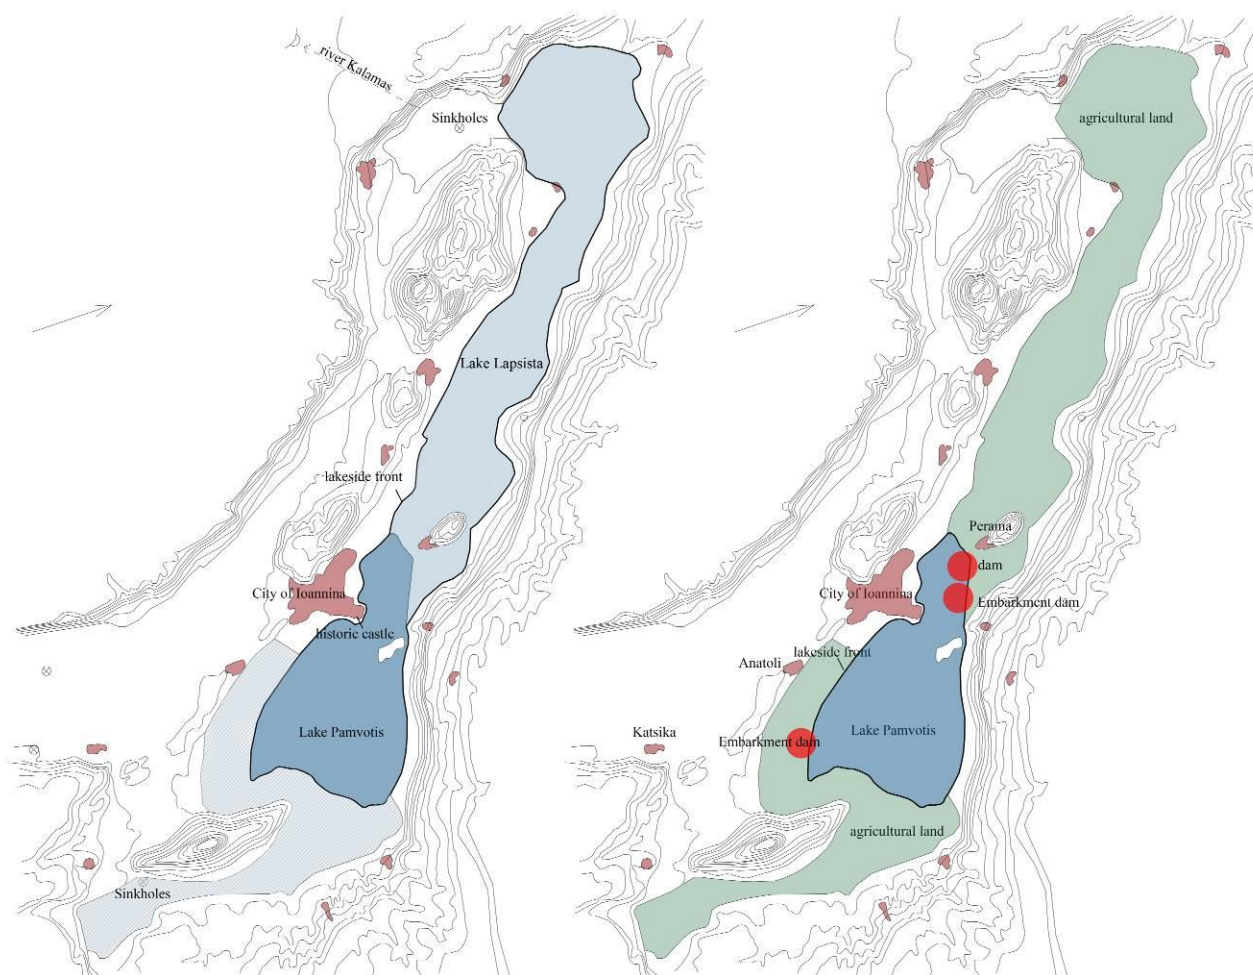 river Kalamas
Sinkholes
Lake Lapsista
lakeside front
City of Ioannina
historic castle
Lake Pamvotis
Sinkholes
agricultural land
Perama
dam
City of Ioannina
Embarkment dam
lakeside front
Anatoli
Katsika
Lake Pamvotis
Embarkment dam
agricultural land